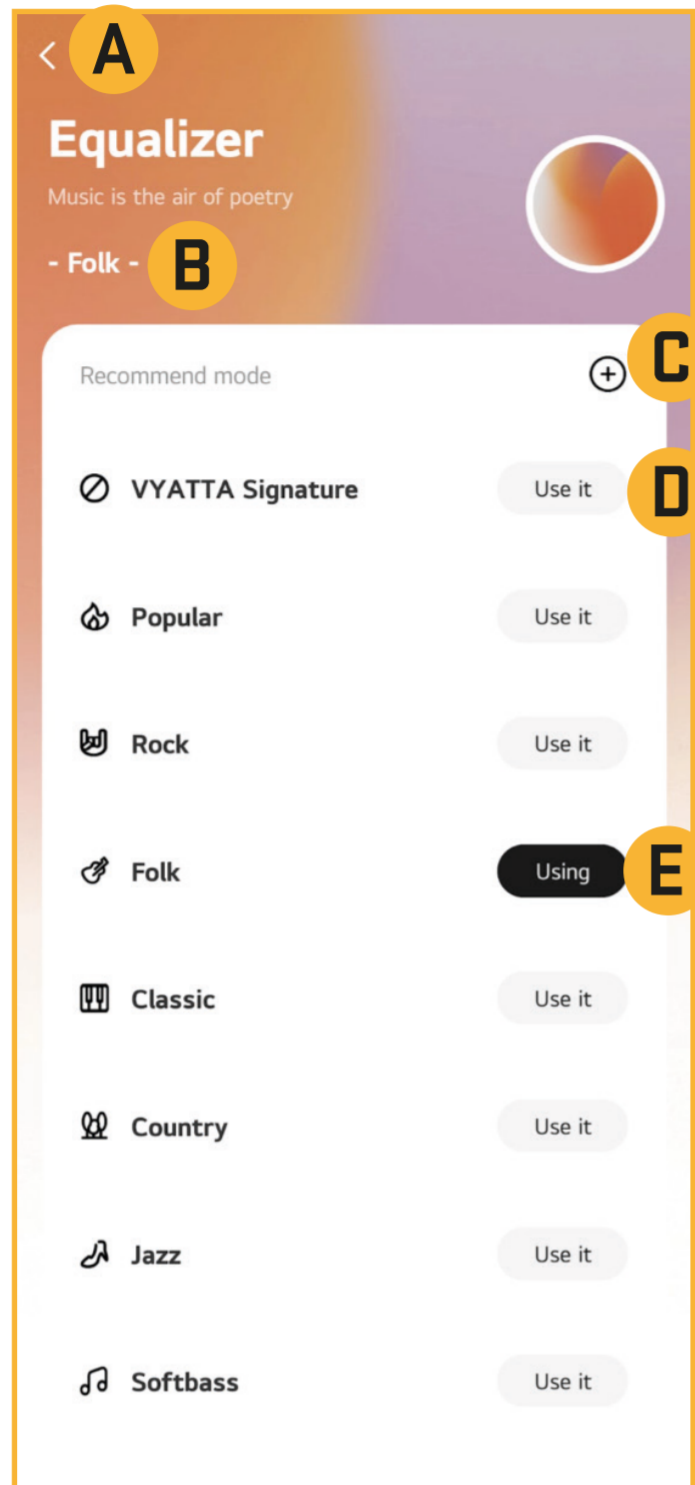 A
Equalizer
Music is the air of poetry
- Folk - B
Recommend mode C
VYATTA Signature Use it D
Popular Use it
Rock Use it
Folk Using E
Classic Use it
Country Use it
Jazz Use it
Softbass Use it